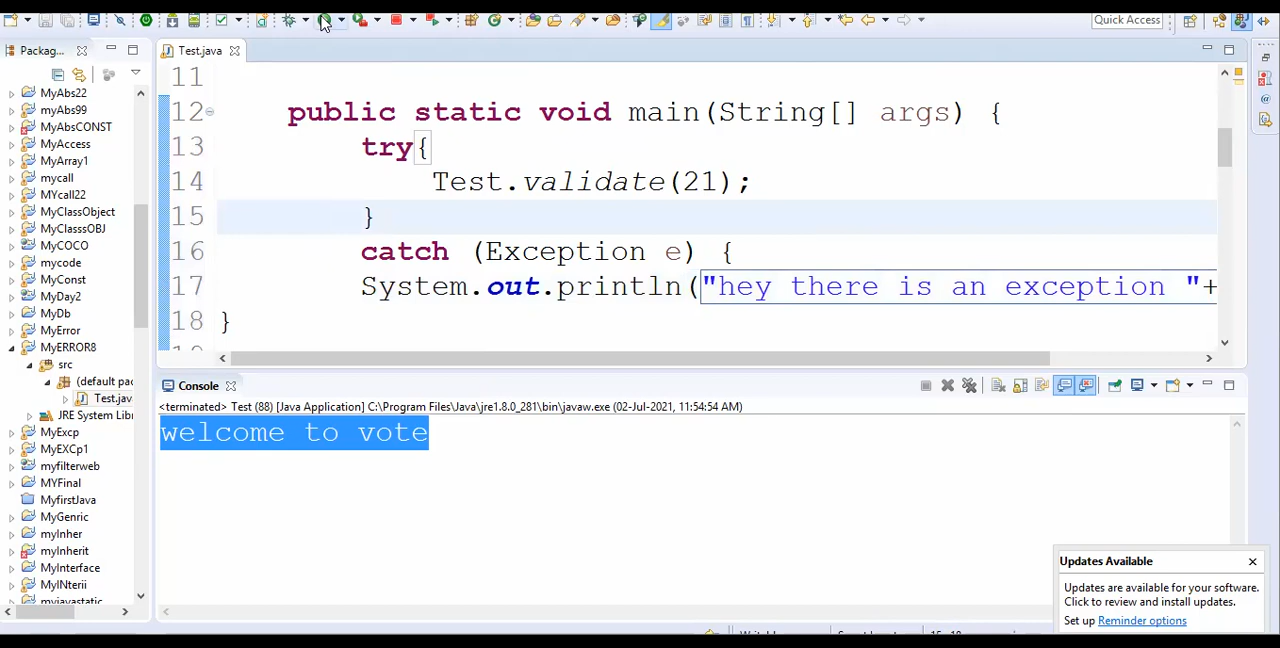 Quick Access
Packag...
Test.java
MyAbs22
myAbs99
MyAbsCONST
MyAccess
MyArray1
mycall
MYcall22
MyClassObject
MyClasssOBJ
MyCOCO
mycode
MyConst
MyDay2
MyDb
MyError
MyERROR8
src
(default pac
Test.jav
JRE System Libr
MyExcp
MyEXCp1
myfilterweb
MYFinal
MyfirstJava
MyGenric
myInher
myInherit
MyInterface
MyINterii
myjavastatic
11
12 public static void main(String[] args) {
13 try{
14 Test.validate(21);
15 }
16 catch (Exception e) {
17 System.out.println("hey there is an exception "+
18 }
Console
<terminated> Test (88) [Java Application] C:\Program Files\Java\jre1.8.0_281\bin\javaw.exe (02-Jul-2021, 11:54:54 AM)
welcome to vote
Updates Available
Updates are available for your software.
Click to review and install updates.
Set up Reminder options